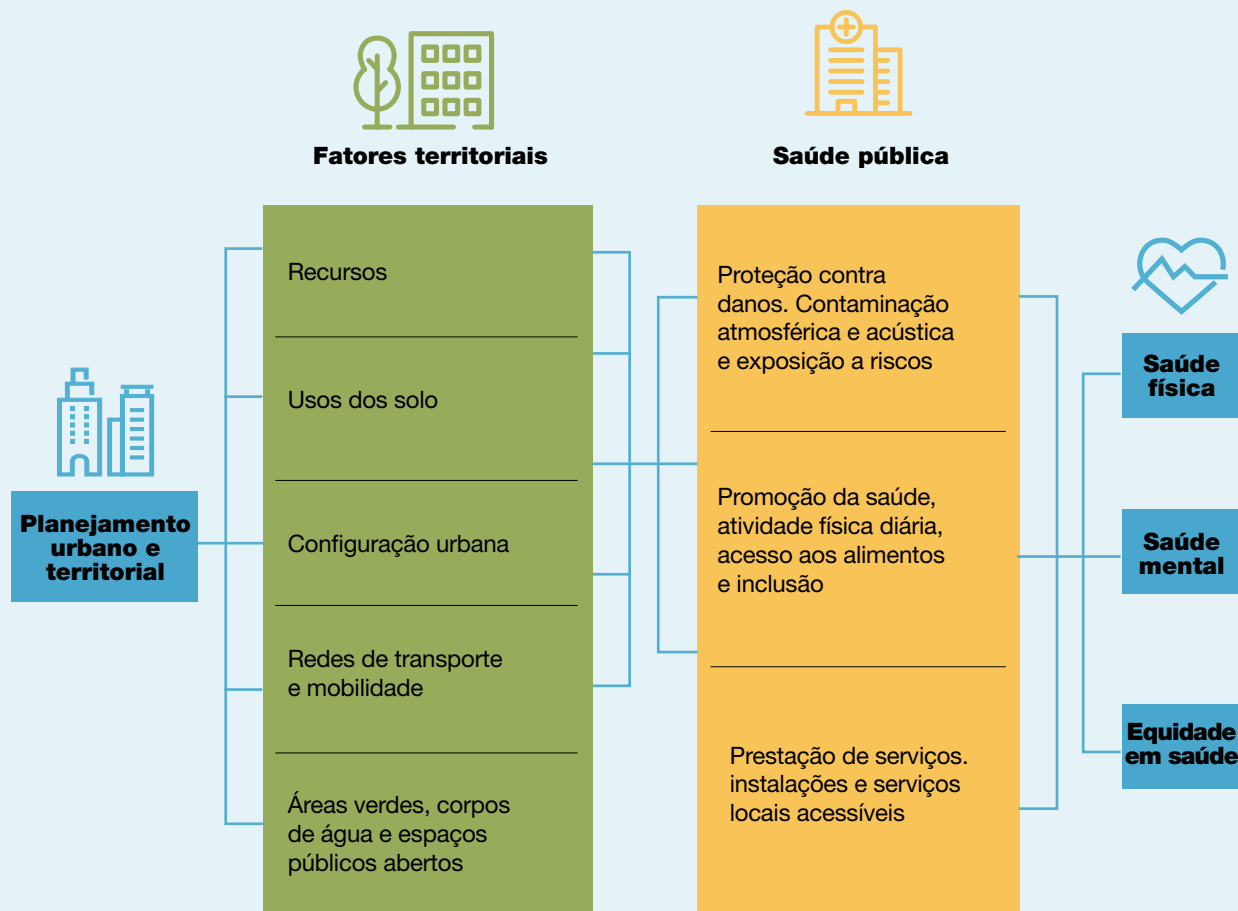 Fatores territoriais
Saúde pública
Planejamento
urbano e
territorial
Recursos
Usos dos solo
Configuração urbana
Redes de transporte
e mobilidade
Áreas verdes, corpos
de água e espaços
públicos abertos
Proteção contra
danos. Contaminação
atmosférica e acústica
e exposição a riscos
Promoção da saúde,
atividade física diária,
acesso aos alimentos
e inclusão
Prestação de serviços.
instalações e serviços
locais acessíveis
Saúde
física
Saúde
mental
Equidade
em saúde